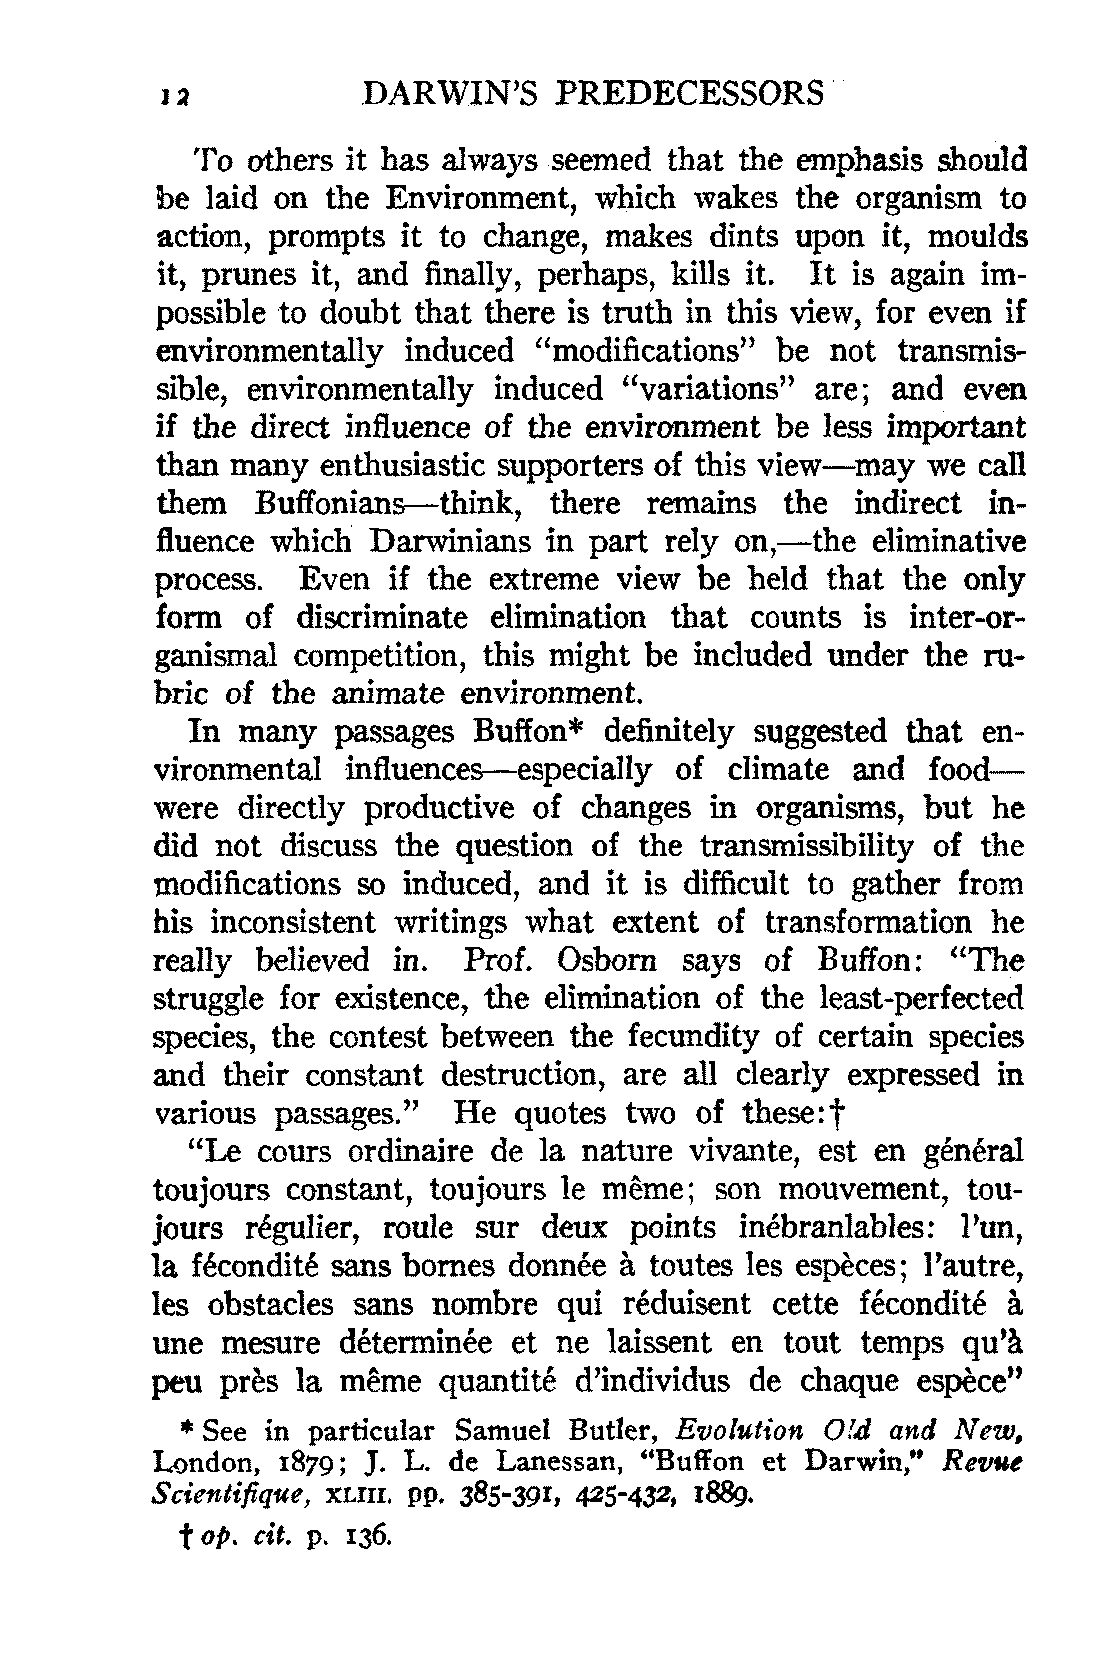 12 DARWIN'S PREDECESSORS
To others it has always seemed that the emphasis should
be laid on the Environment, which wakes the organism to
action, prompts it to change, makes dints upon it, moulds
it, prunes it, and finally, perhaps, kills it. It is again im-
possible to doubt that there is truth in this view, for even if
environmentally induced “modifications” be not transmis-
sible, environmentally induced “variations” are; and even
if the direct influence of the environment be less important
than many enthusiastic supporters of this view—may we call
them Buffonians—think, there remains the indirect in-
fluence which Darwinians in part rely on,—the eliminative
process. Even if the extreme view be held that the only
form of discriminate elimination that counts is inter-or-
ganismal competition, this might be included under the ru-
bric of the animate environment.
In many passages Buffon* definitely suggested that en-
vironmental influences—especially of climate and food—
were directly productive of changes in organisms, but he
did not discuss the question of the transmissibility of the
modifications so induced, and it is difficult to gather from
his inconsistent writings what extent of transformation he
really believed in. Prof. Osborn says of Buffon: “The
struggle for existence, the elimination of the least-perfected
species, the contest between the fecundity of certain species
and their constant destruction, are all clearly expressed in
various passages.” He quotes two of these:†
“Le cours ordinaire de la nature vivante, est en général
toujours constant, toujours le même; son mouvement, tou-
jours régulier, roule sur deux points inébranlables: l'un,
la fécondité sans bornes donnée à toutes les espèces; l'autre,
les obstacles sans nombre qui réduisent cette fécondité à
une mesure déterminée et ne laissent en tout temps qu'à
peu près la même quantité d'individus de chaque espèce”
* See in particular Samuel Butler, Evolution Old and New,
London, 1879; J. L. de Lanessan, “Buffon et Darwin,” Revue
Scientifique, XLIII. pp. 385-391, 425-432, 1889.
† op. cit. p. 136.